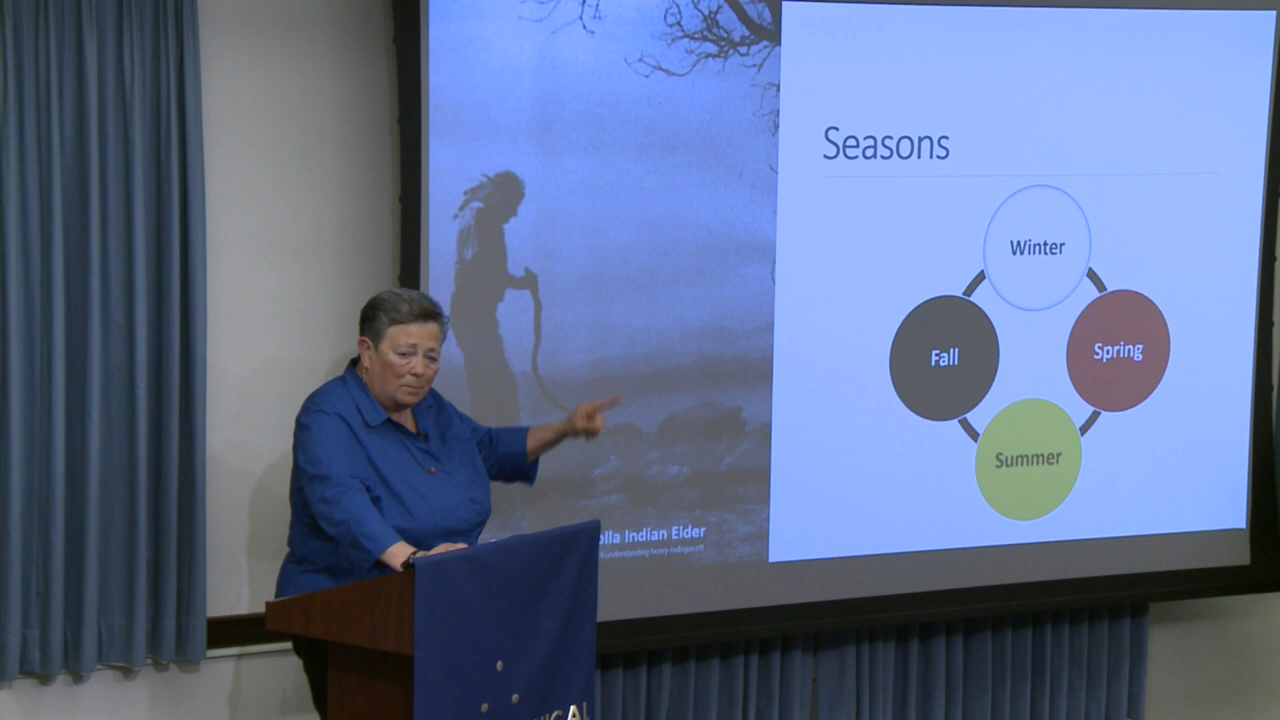 Seasons
Winter
Fall
Spring
Summer
olla Indian Elder